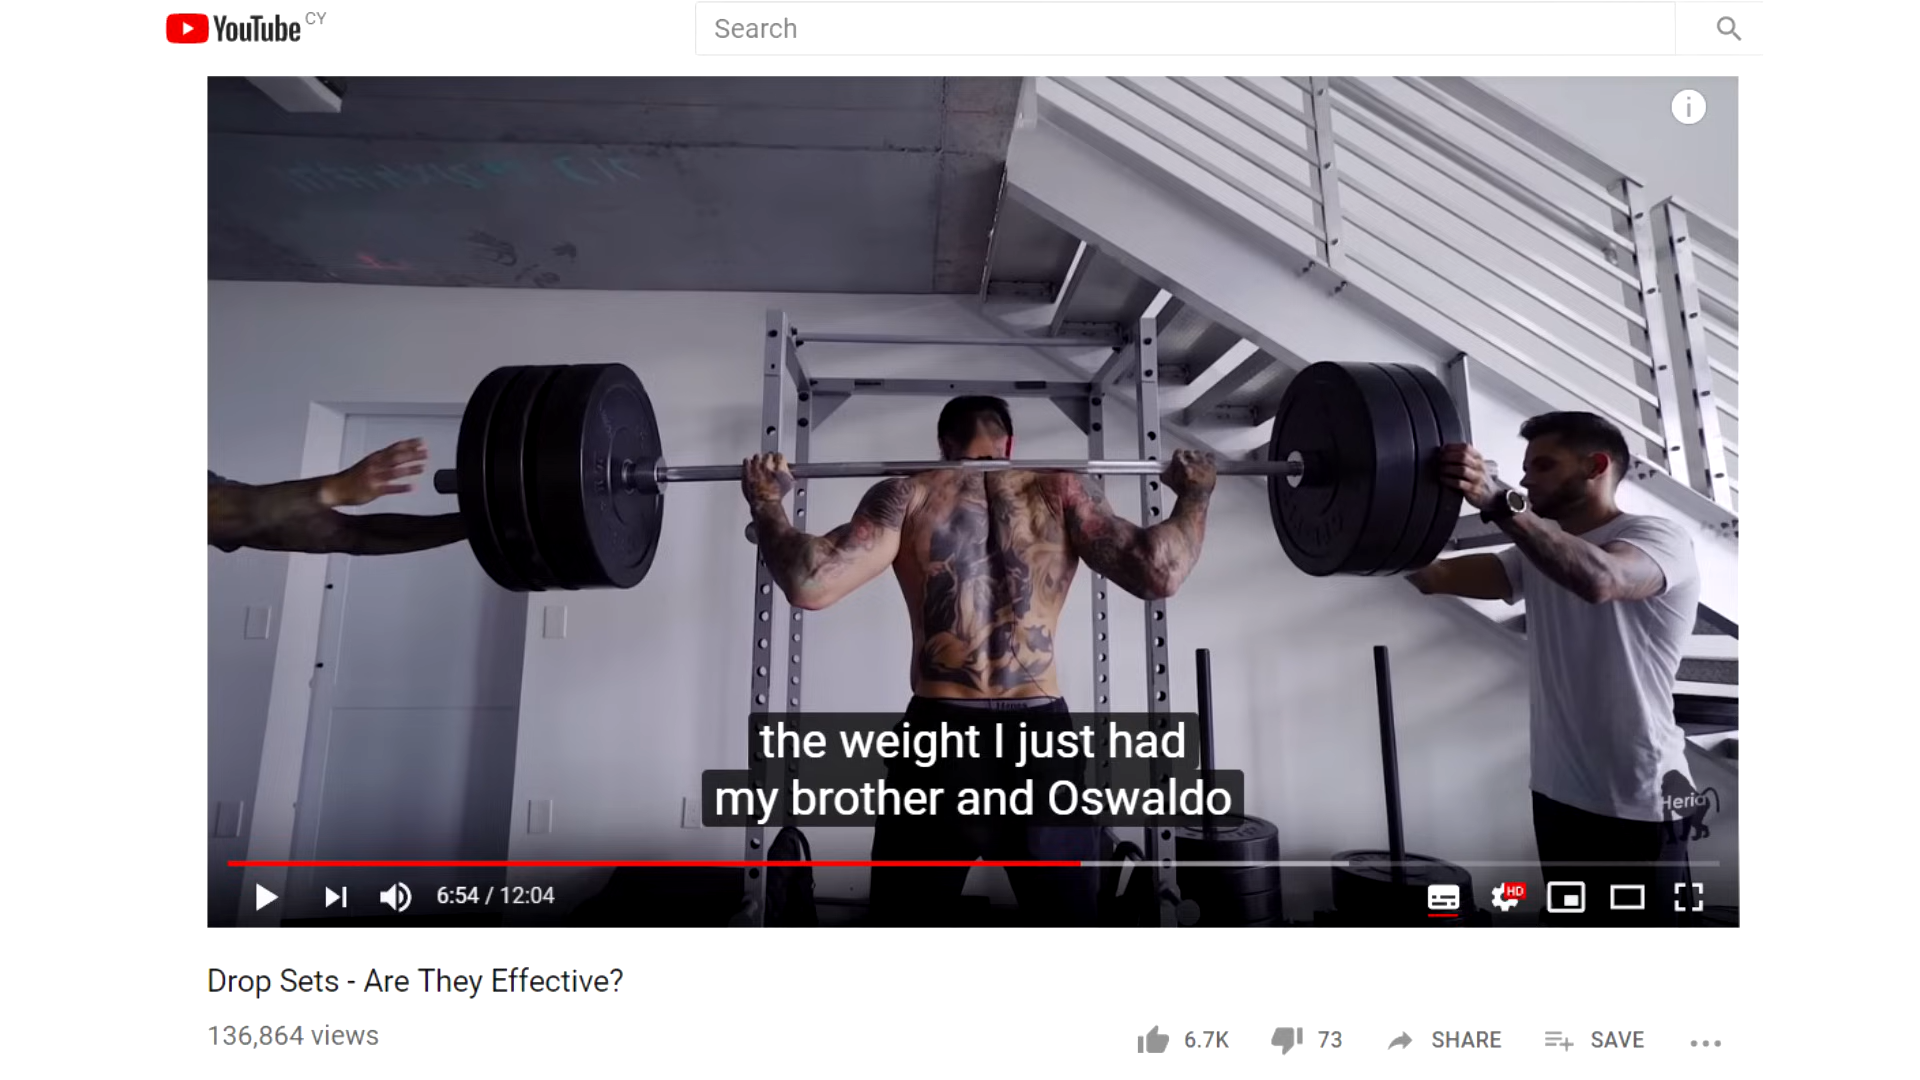 YouTube CY
Search
the weight I just had
my brother and Oswaldo
Heria
6:54 / 12:04
HD
Drop Sets - Are They Effective?
136,864 views
6.7K
73
SHARE
SAVE